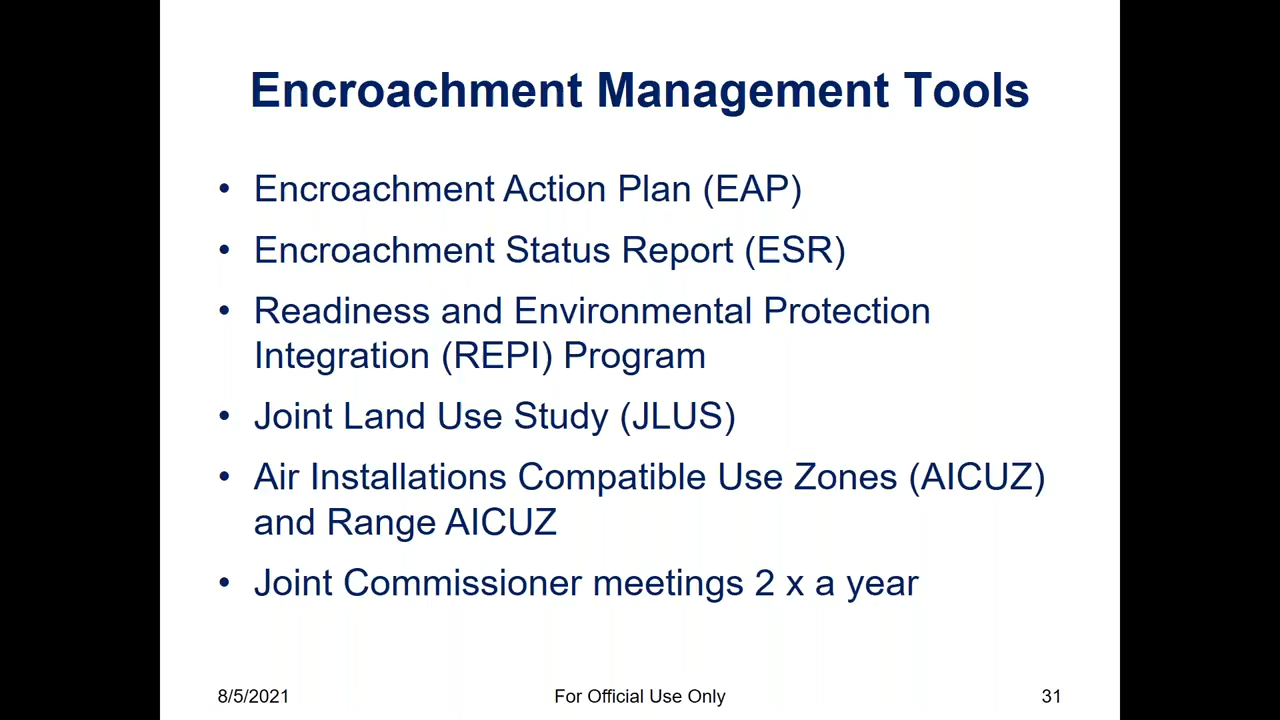 Encroachment Management Tools
• Encroachment Action Plan (EAP)
• Encroachment Status Report (ESR)
• Readiness and Environmental Protection
Integration (REPI) Program
• Joint Land Use Study (JLUS)
• Air Installations Compatible Use Zones (AICUZ)
and Range AICUZ
• Joint Commissioner meetings 2 x a year
8/5/2021 For Official Use Only 31